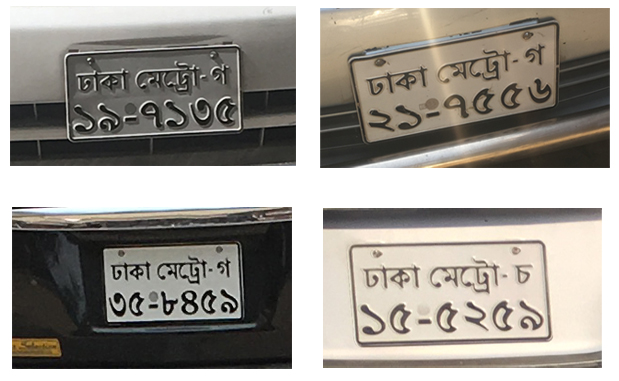 ঢাকা মেট্রো-গ
১৯-৭১৩৫
ঢাকা মেট্রো-গ
২১-৭৫৫৬
ঢাকা মেট্রো-গ
৩৫-৮৪৫৯
ঢাকা মেট্রো-চ
১৫-৫২৫৯